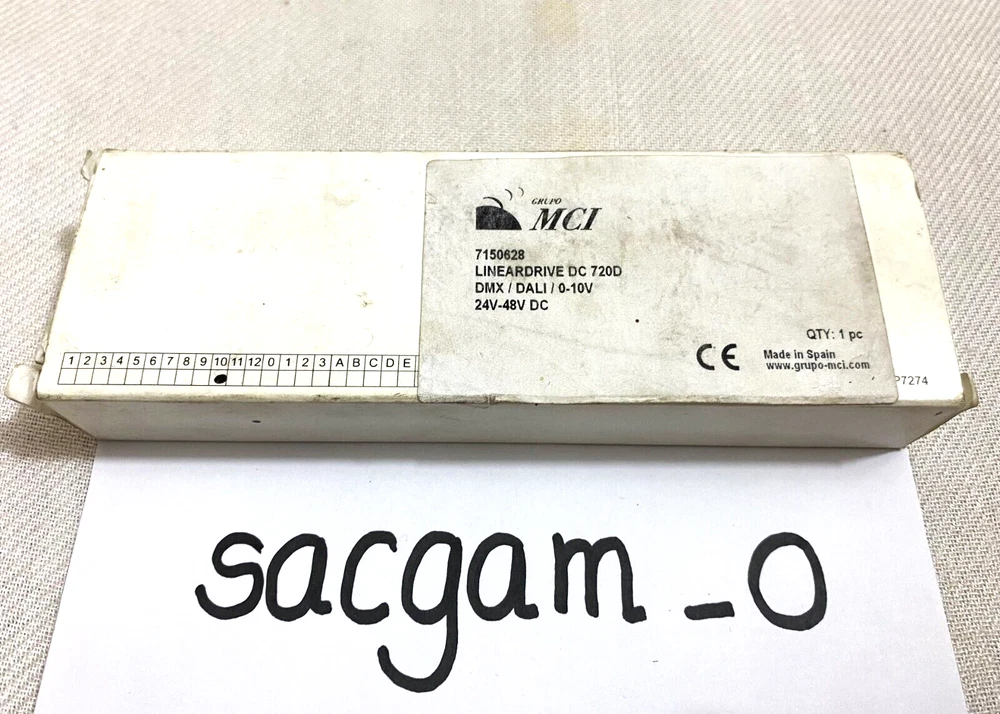 GRUPO
MCI
7150628
LINEARDRIVE DC 720D
DMX / DALI / 0-10V
24V-48V DC
QTY: 1 pc
CE
Made in Spain
www.grupo-mci.com
1 2 3 4 5 6 7 8 9 10 11 12 0 1 2 3 A B C D E
P7274
sacgam_0